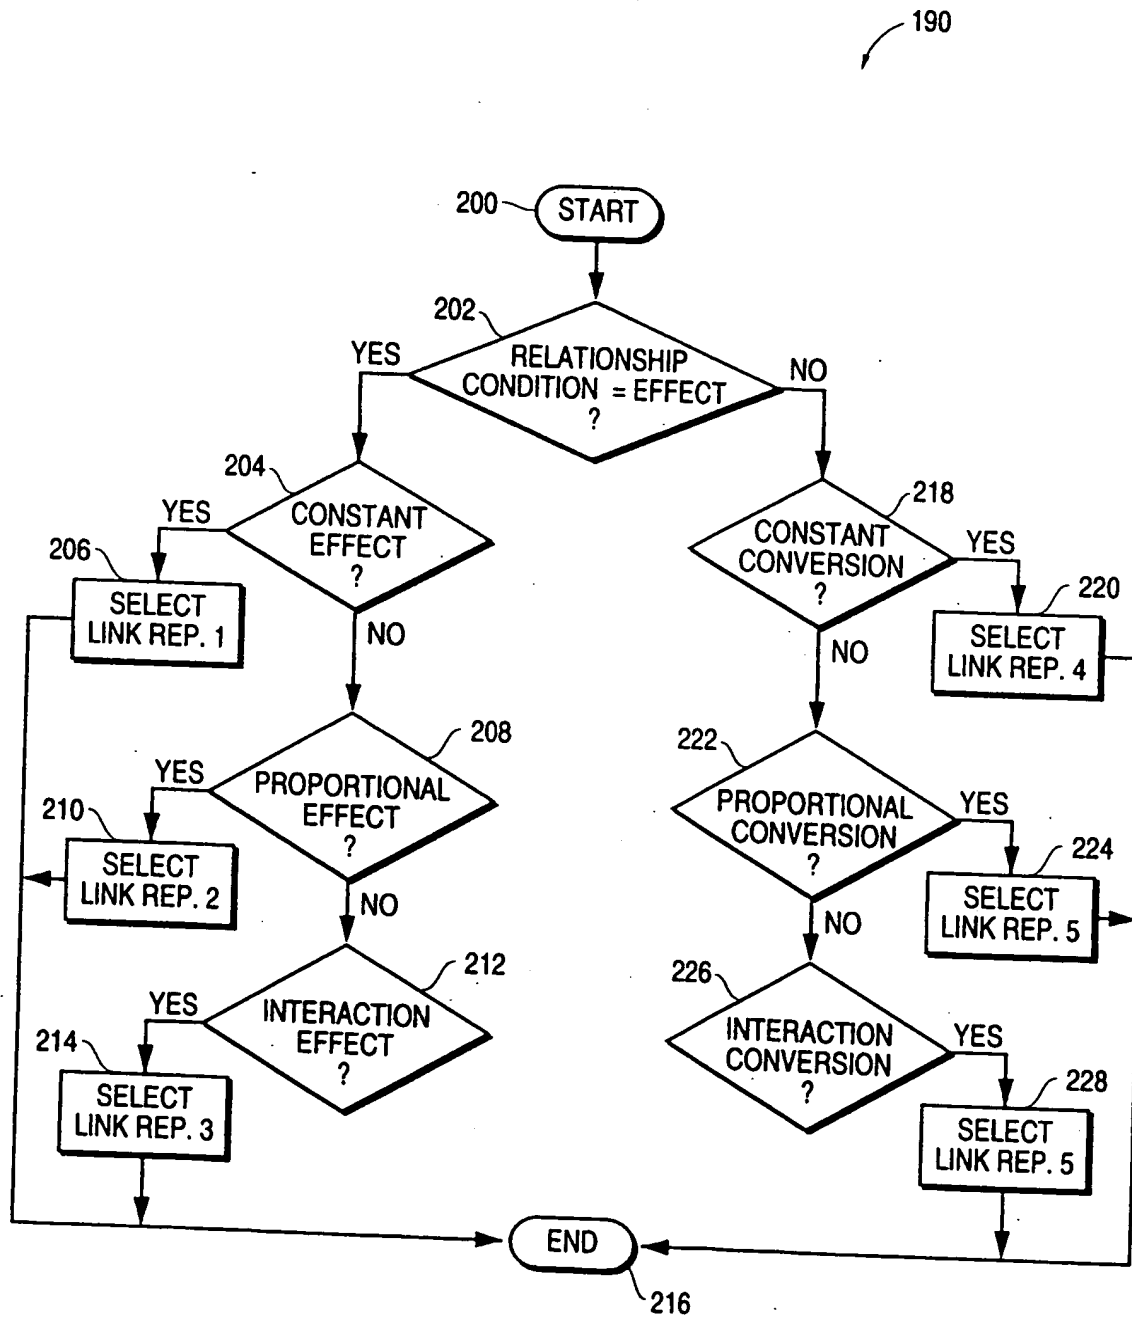 190
200
START
202
RELATIONSHIP
CONDITION = EFFECT
?
YES
NO
204
CONSTANT
EFFECT
?
YES
NO
206
SELECT
LINK REP. 1
208
PROPORTIONAL
EFFECT
?
YES
NO
210
SELECT
LINK REP. 2
212
INTERACTION
EFFECT
?
YES
214
SELECT
LINK REP. 3
218
CONSTANT
CONVERSION
?
YES
NO
220
SELECT
LINK REP. 4
222
PROPORTIONAL
CONVERSION
?
YES
NO
224
SELECT
LINK REP. 5
226
INTERACTION
CONVERSION
?
YES
228
SELECT
LINK REP. 5
END
216